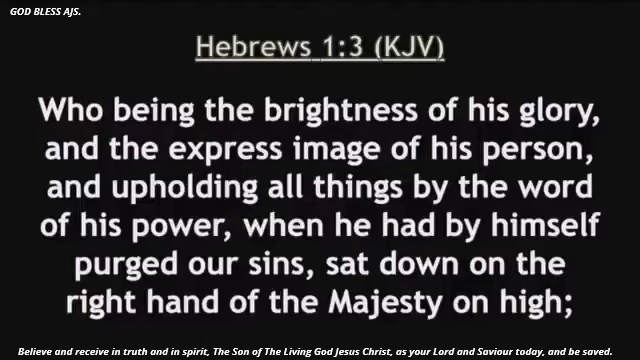 GOD BLESS AJS.
Hebrews 1:3 (KJV)
Who being the brightness of his glory,
and the express image of his person,
and upholding all things by the word
of his power, when he had by himself
purged our sins, sat down on the
right hand of the Majesty on high;
Believe and receive in truth and in spirit, The Son of The Living God Jesus Christ, as your Lord and Saviour today, and be saved.